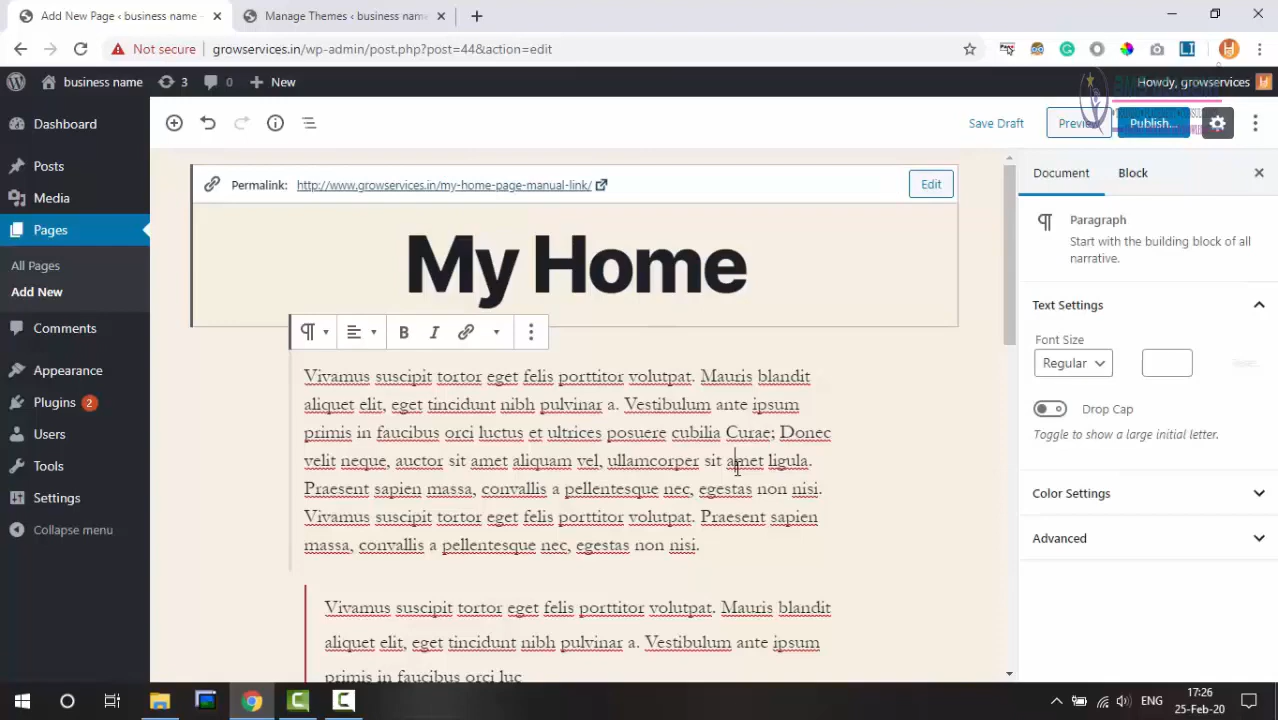 Add New Page ‹ business name
Manage Themes ‹ business name
Not secure
growservices.in/wp-admin/post.php?post=44&action=edit
business name
3
0
New
Howdy, growservices
Dashboard
Posts
Media
Pages
All Pages
Add New
Comments
Appearance
Plugins 2
Users
Tools
Settings
Collapse menu
Save Draft
Preview
Publish...
Permalink: http://www.growservices.in/my-home-page-manual-link/
Edit
My Home
B I
Vivamus suscipit tortor eget felis porttitor volutpat. Mauris blandit
aliquet elit, eget tincidunt nibh pulvinar a. Vestibulum ante ipsum
primis in faucibus orci luctus et ultrices posuere cubilia Curae; Donec
velit neque, auctor sit amet aliquam vel, ullamcorper sit amet ligula.
Praesent sapien massa, convallis a pellentesque nec, egestas non nisi.
Vivamus suscipit tortor eget felis porttitor volutpat. Praesent sapien
massa, convallis a pellentesque nec, egestas non nisi.
Vivamus suscipit tortor eget felis porttitor volutpat. Mauris blandit
aliquet elit, eget tincidunt nibh pulvinar a. Vestibulum ante ipsum
primis in faucibus orci luc
Document
Block
Paragraph
Start with the building block of all
narrative.
Text Settings
Font Size
Regular
Drop Cap
Toggle to show a large initial letter.
Color Settings
Advanced
ENG
17:26
25-Feb-20